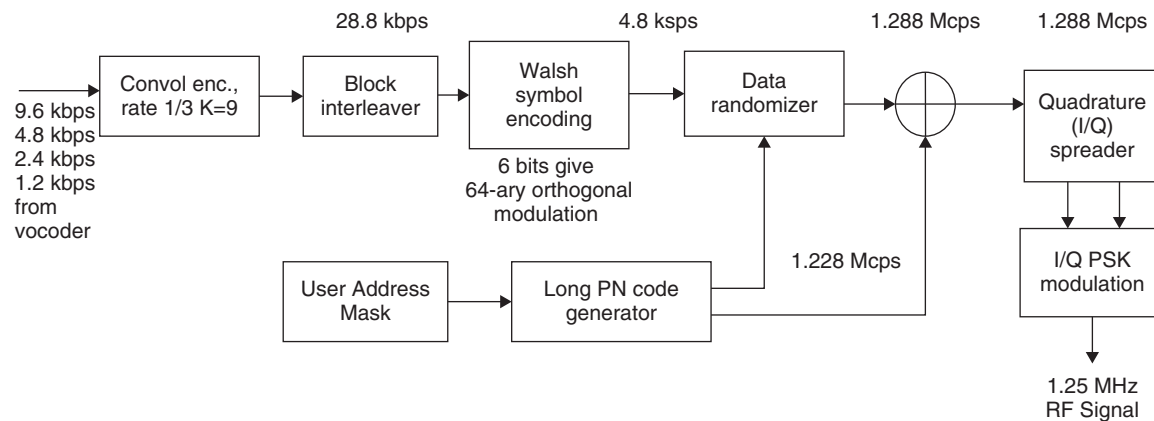 28.8 kbps
4.8 ksps
1.288 Mcps
1.288 Mcps
9.6 kbps
4.8 kbps
2.4 kbps
1.2 kbps
from
vocoder
Convol enc.,
rate 1/3 K=9
Block
interleaver
Walsh
symbol
encoding
6 bits give
64-ary orthogonal
modulation
Data
randomizer
Quadrature
(I/Q)
spreader
1.228 Mcps
User Address
Mask
Long PN code
generator
I/Q PSK
modulation
1.25 MHz
RF Signal